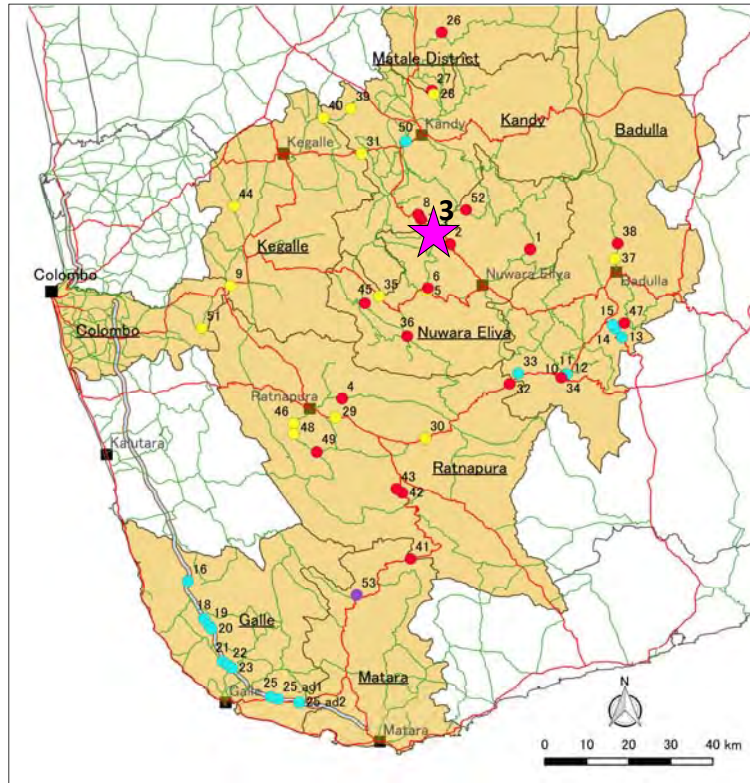 26
Matale District
27
28
39
40
Kandy
Badulla
50
Kandy
Kegalle
31
44
8
52
3
2
1
38
Kegalle
37
Colombo
9
6
5
Nuwara Eliya
Badulla
35
45
Colombo
51
36
Nuwara Eliya
15
47
14
13
33
11
12
10
32
34
Ratnapura
4
46
29
48
30
49
Kalutara
Ratnapura
43
42
41
16
53
18
19
20
Galle
21
22
23
Matara
25
25_ad1
25_ad2
Galle
Matara
N
0 10 20 30 40 km